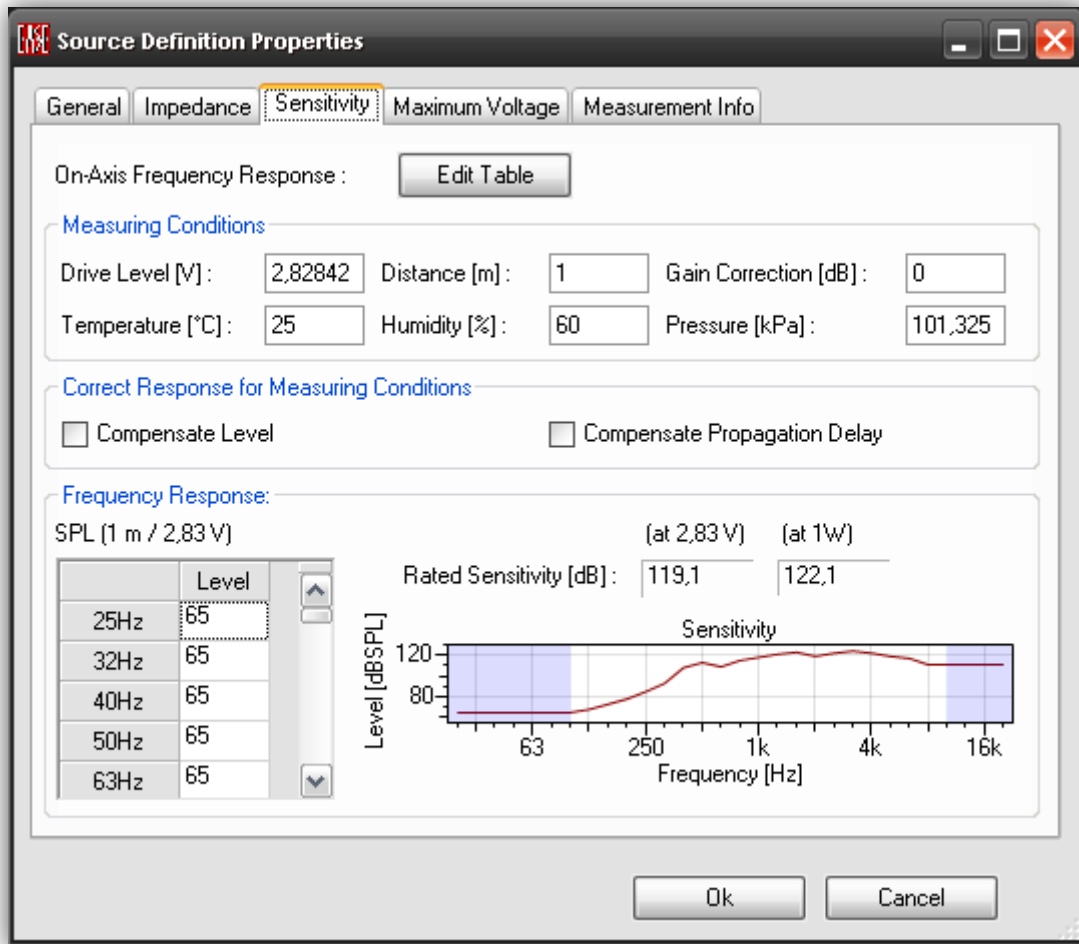 EASE Source Definition Properties
General Impedance Sensitivity Maximum Voltage Measurement Info
On-Axis Frequency Response : Edit Table
Measuring Conditions
Drive Level [V] : 2,82842 Distance [m] : 1 Gain Correction [dB] : 0
Temperature [°C] : 25 Humidity [%] : 60 Pressure [kPa] : 101,325
Correct Response for Measuring Conditions
Compensate Level Compensate Propagation Delay
Frequency Response:
SPL (1 m / 2,83 V) (at 2,83 V) (at 1W)
Rated Sensitivity [dB] : 119,1 122,1
Level
25Hz 65
32Hz 65
40Hz 65
50Hz 65
63Hz 65
Sensitivity
Level [dBSPL]
120
80
63 250 1k 4k 16k
Frequency [Hz]
Ok Cancel